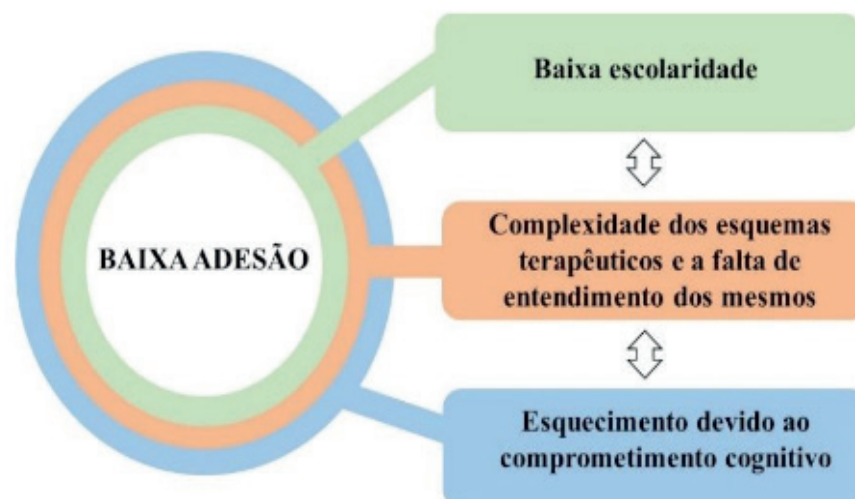 BAIXA ADESÃO
Baixa escolaridade
Complexidade dos esquemas
terapêuticos e a falta de
entendimento dos mesmos
Esquecimento devido ao
comprometimento cognitivo